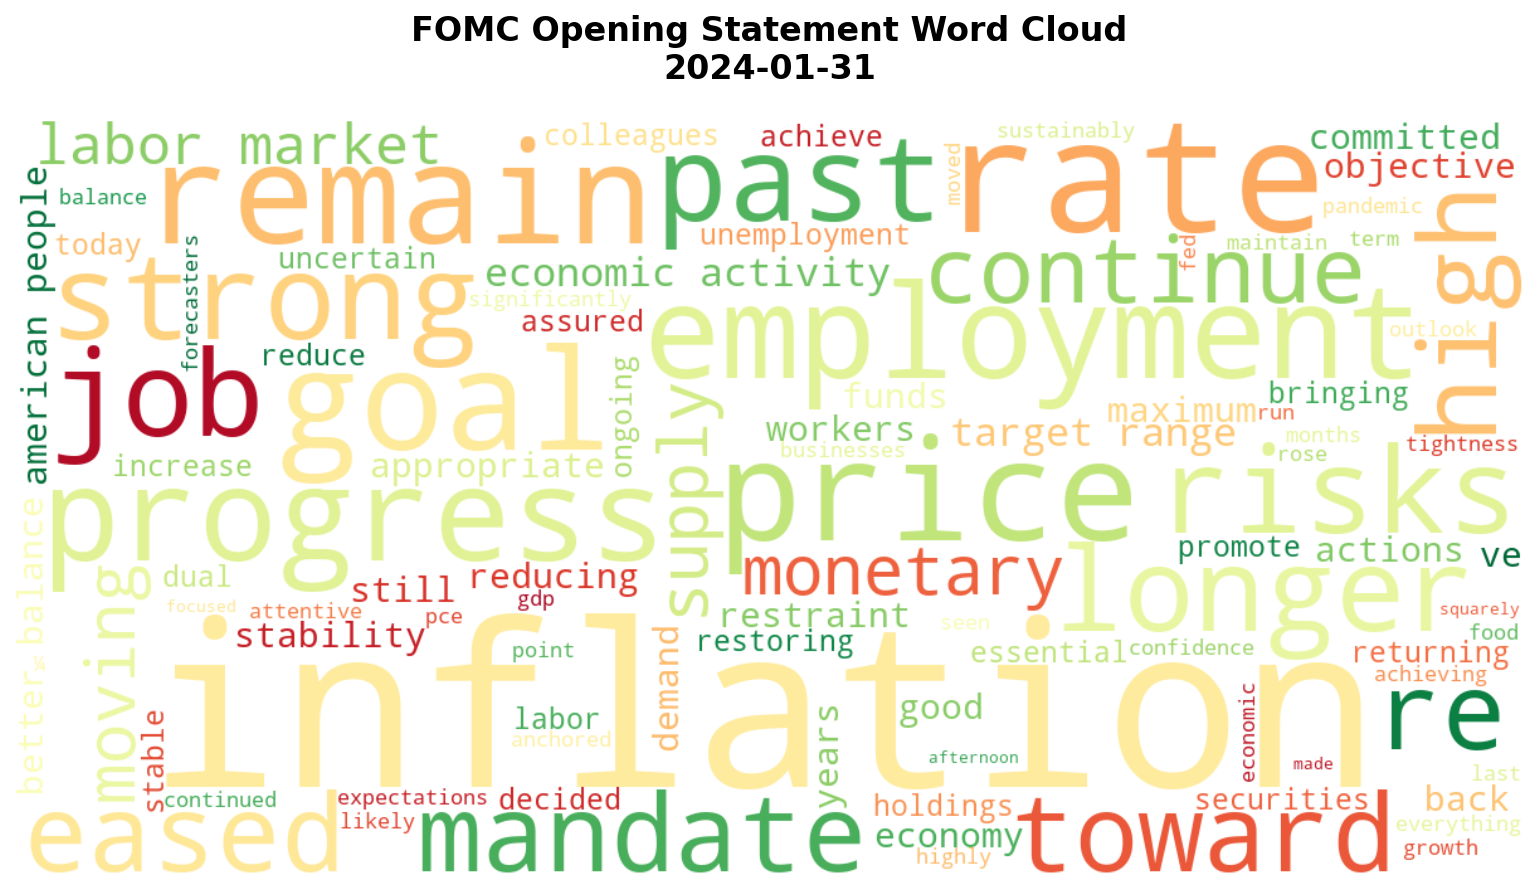 FOMC Opening Statement Word Cloud
2024-01-31
labor market
colleagues
achieve
sustainably
committed
remain
past
rate
objective
american people
balance
moved
pandemic
high
today
forecasters
uncertain
unemployment
fed
maintain
term
strong
economic activity
continue
significantly
assured
employment
outlook
job
reduce
goal
ongoing
supply
funds
bringing
workers
target range
maximum
run
increase
appropriate
businesses
months
rose
tightness
progress
price
risks
better balance
moving
dual
still
reducing
monetary
promote
actions
ve
longer
focused
attentive
pce
gdp
restraint
squarely
stability
point
restoring
seen
essential
confidence
food
returning
achieving
inflation
demand
re
stable
labor
anchored
years
good
economic
afternoon
made
last
continued
expectations
decided
holdings
securities
back
eased
likely
mandate
economy
highly
toward
everything
growth